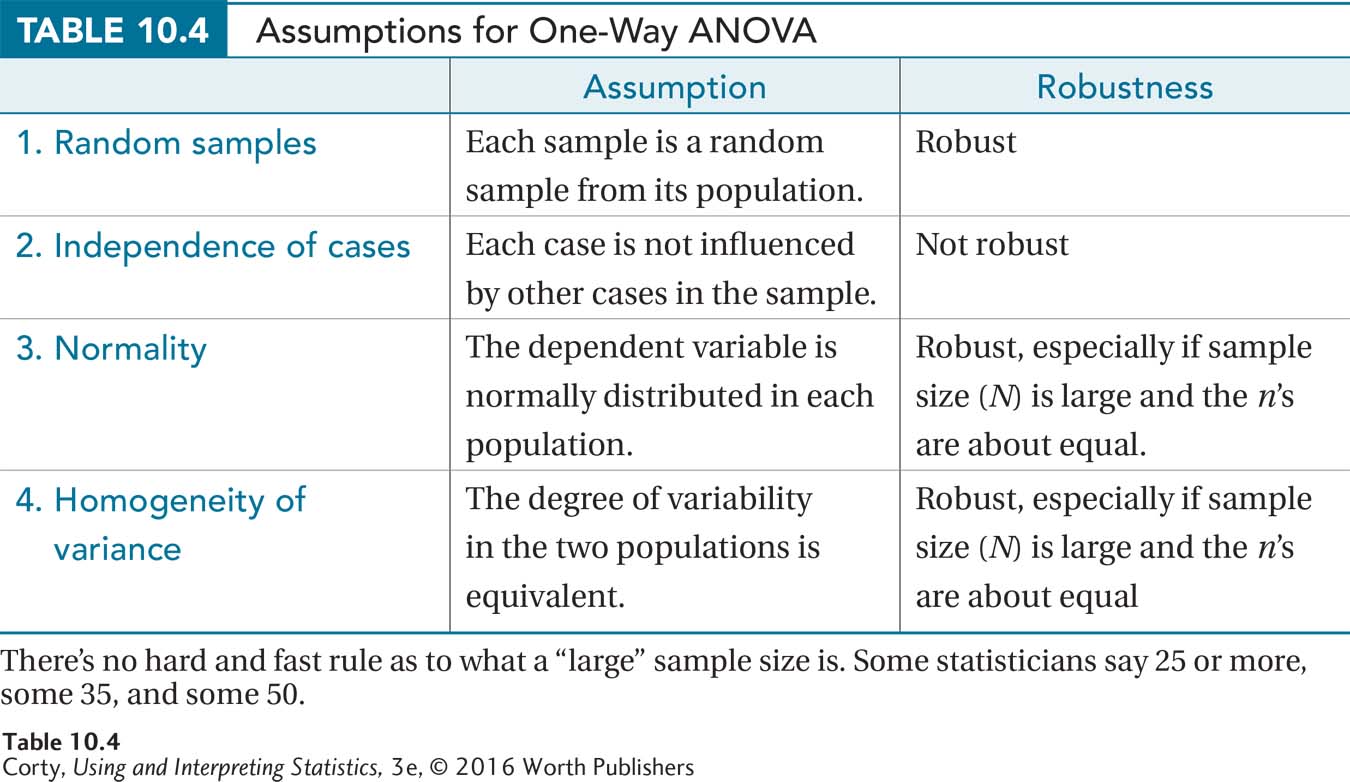 TABLE 10.4 Assumptions for One-Way ANOVA
Assumption Robustness
1. Random samples
Each sample is a random
sample from its population.
Robust
2. Independence of cases
Each case is not influenced
by other cases in the sample.
Not robust
3. Normality
The dependent variable is
normally distributed in each
population.
Robust, especially if sample
size (N) is large and the n’s
are about equal.
4. Homogeneity of
variance
The degree of variability
in the two populations is
equivalent.
Robust, especially if sample
size (N) is large and the n’s
are about equal
There’s no hard and fast rule as to what a “large” sample size is. Some statisticians say 25 or more,
some 35, and some 50.
Table 10.4
Corty, Using and Interpreting Statistics, 3e, © 2016 Worth Publishers